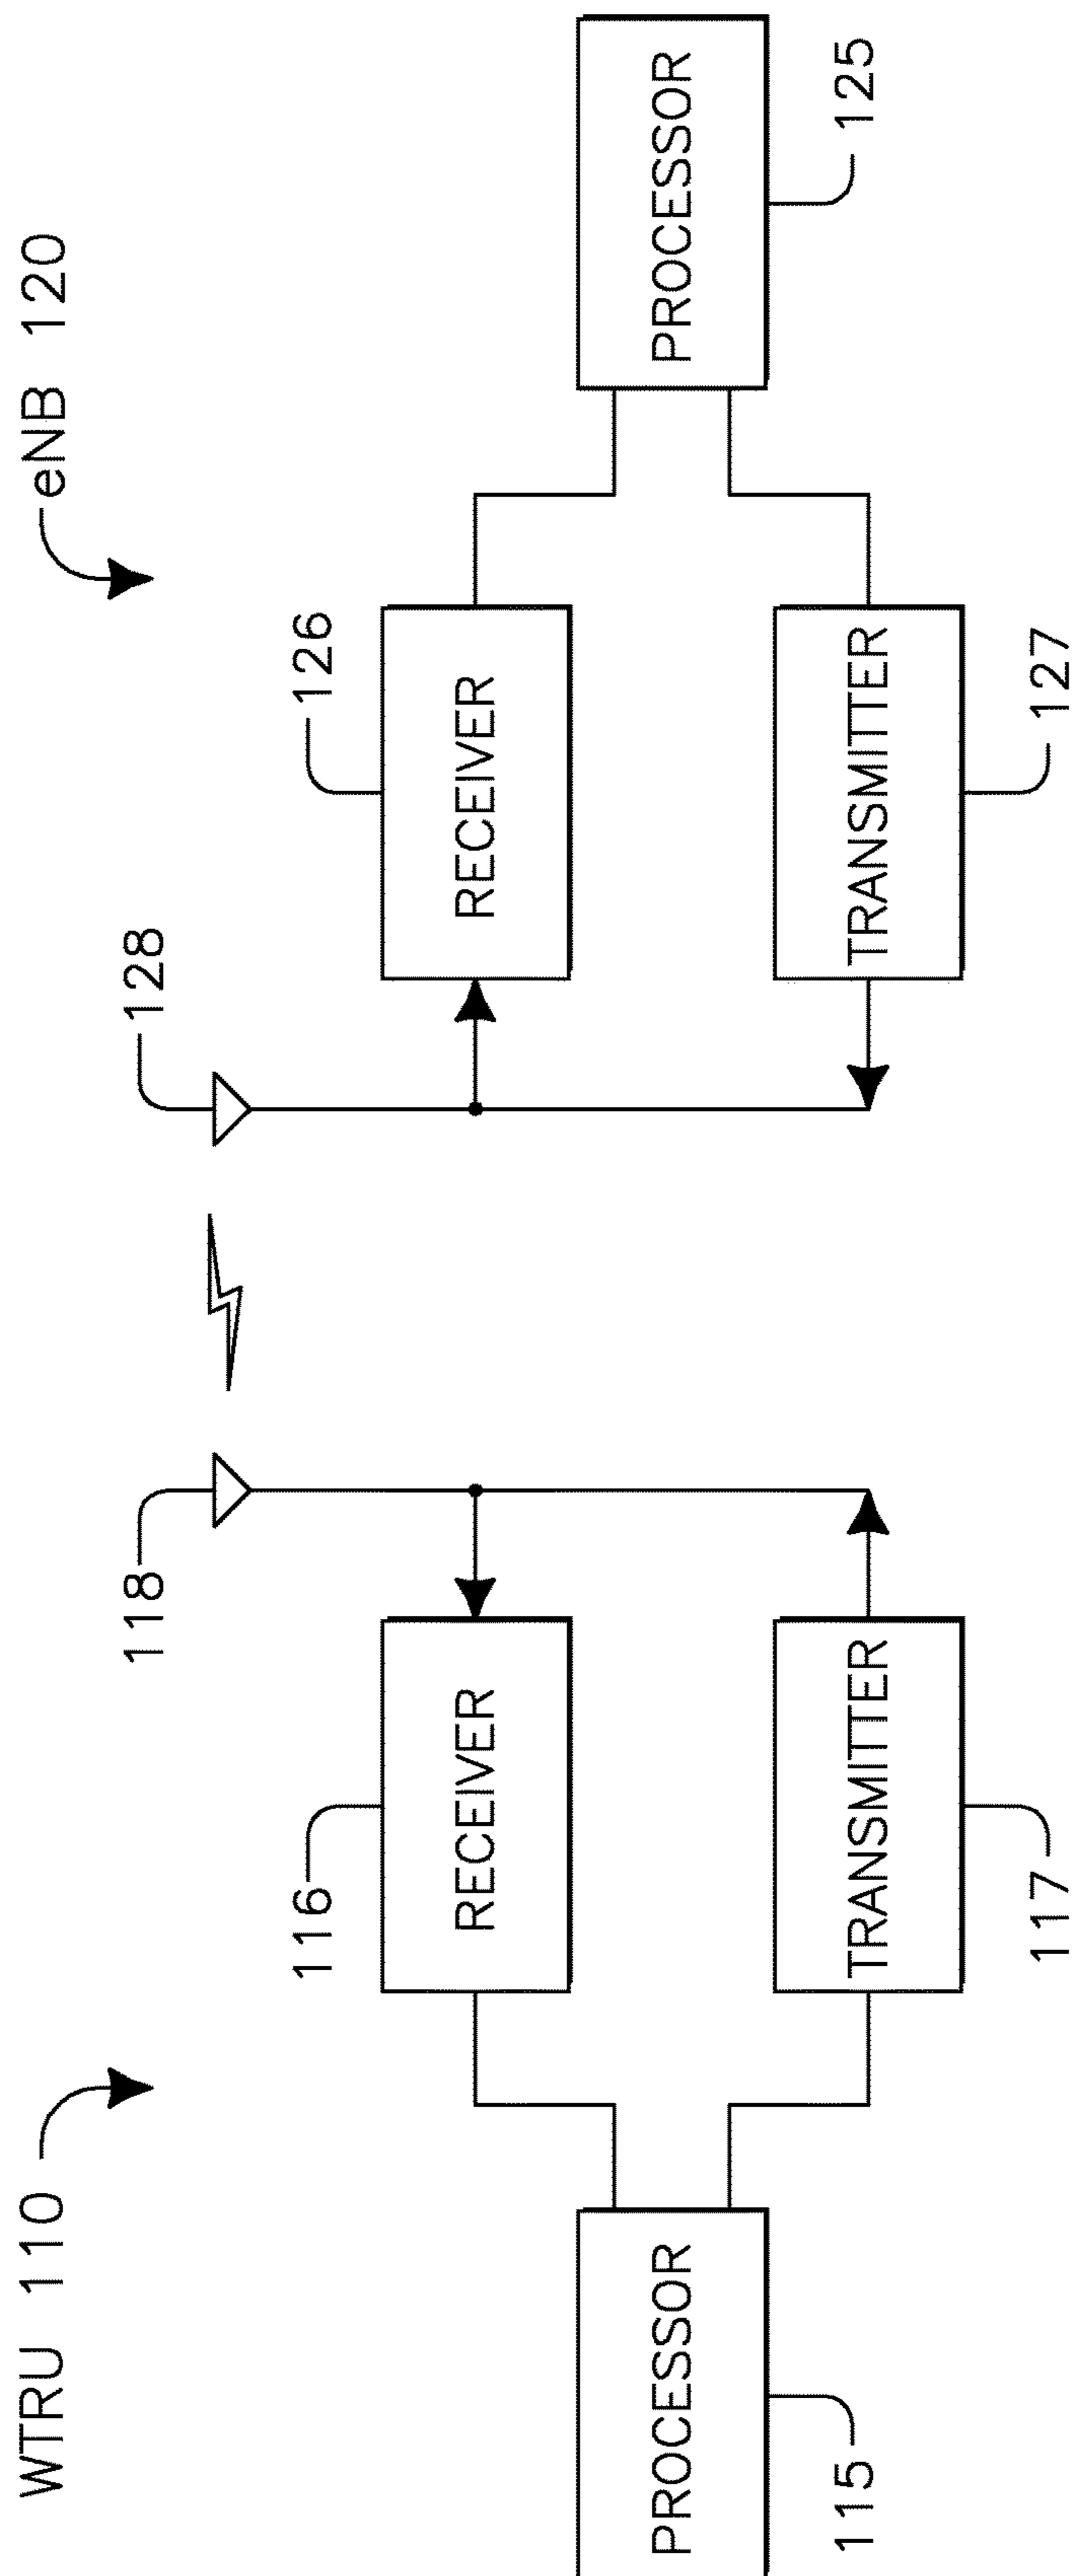 WTRU 110
eNB 120
118
128
116
126
RECEIVER
RECEIVER
PROCESSOR
PROCESSOR
115
125
TRANSMITTER
TRANSMITTER
117
127